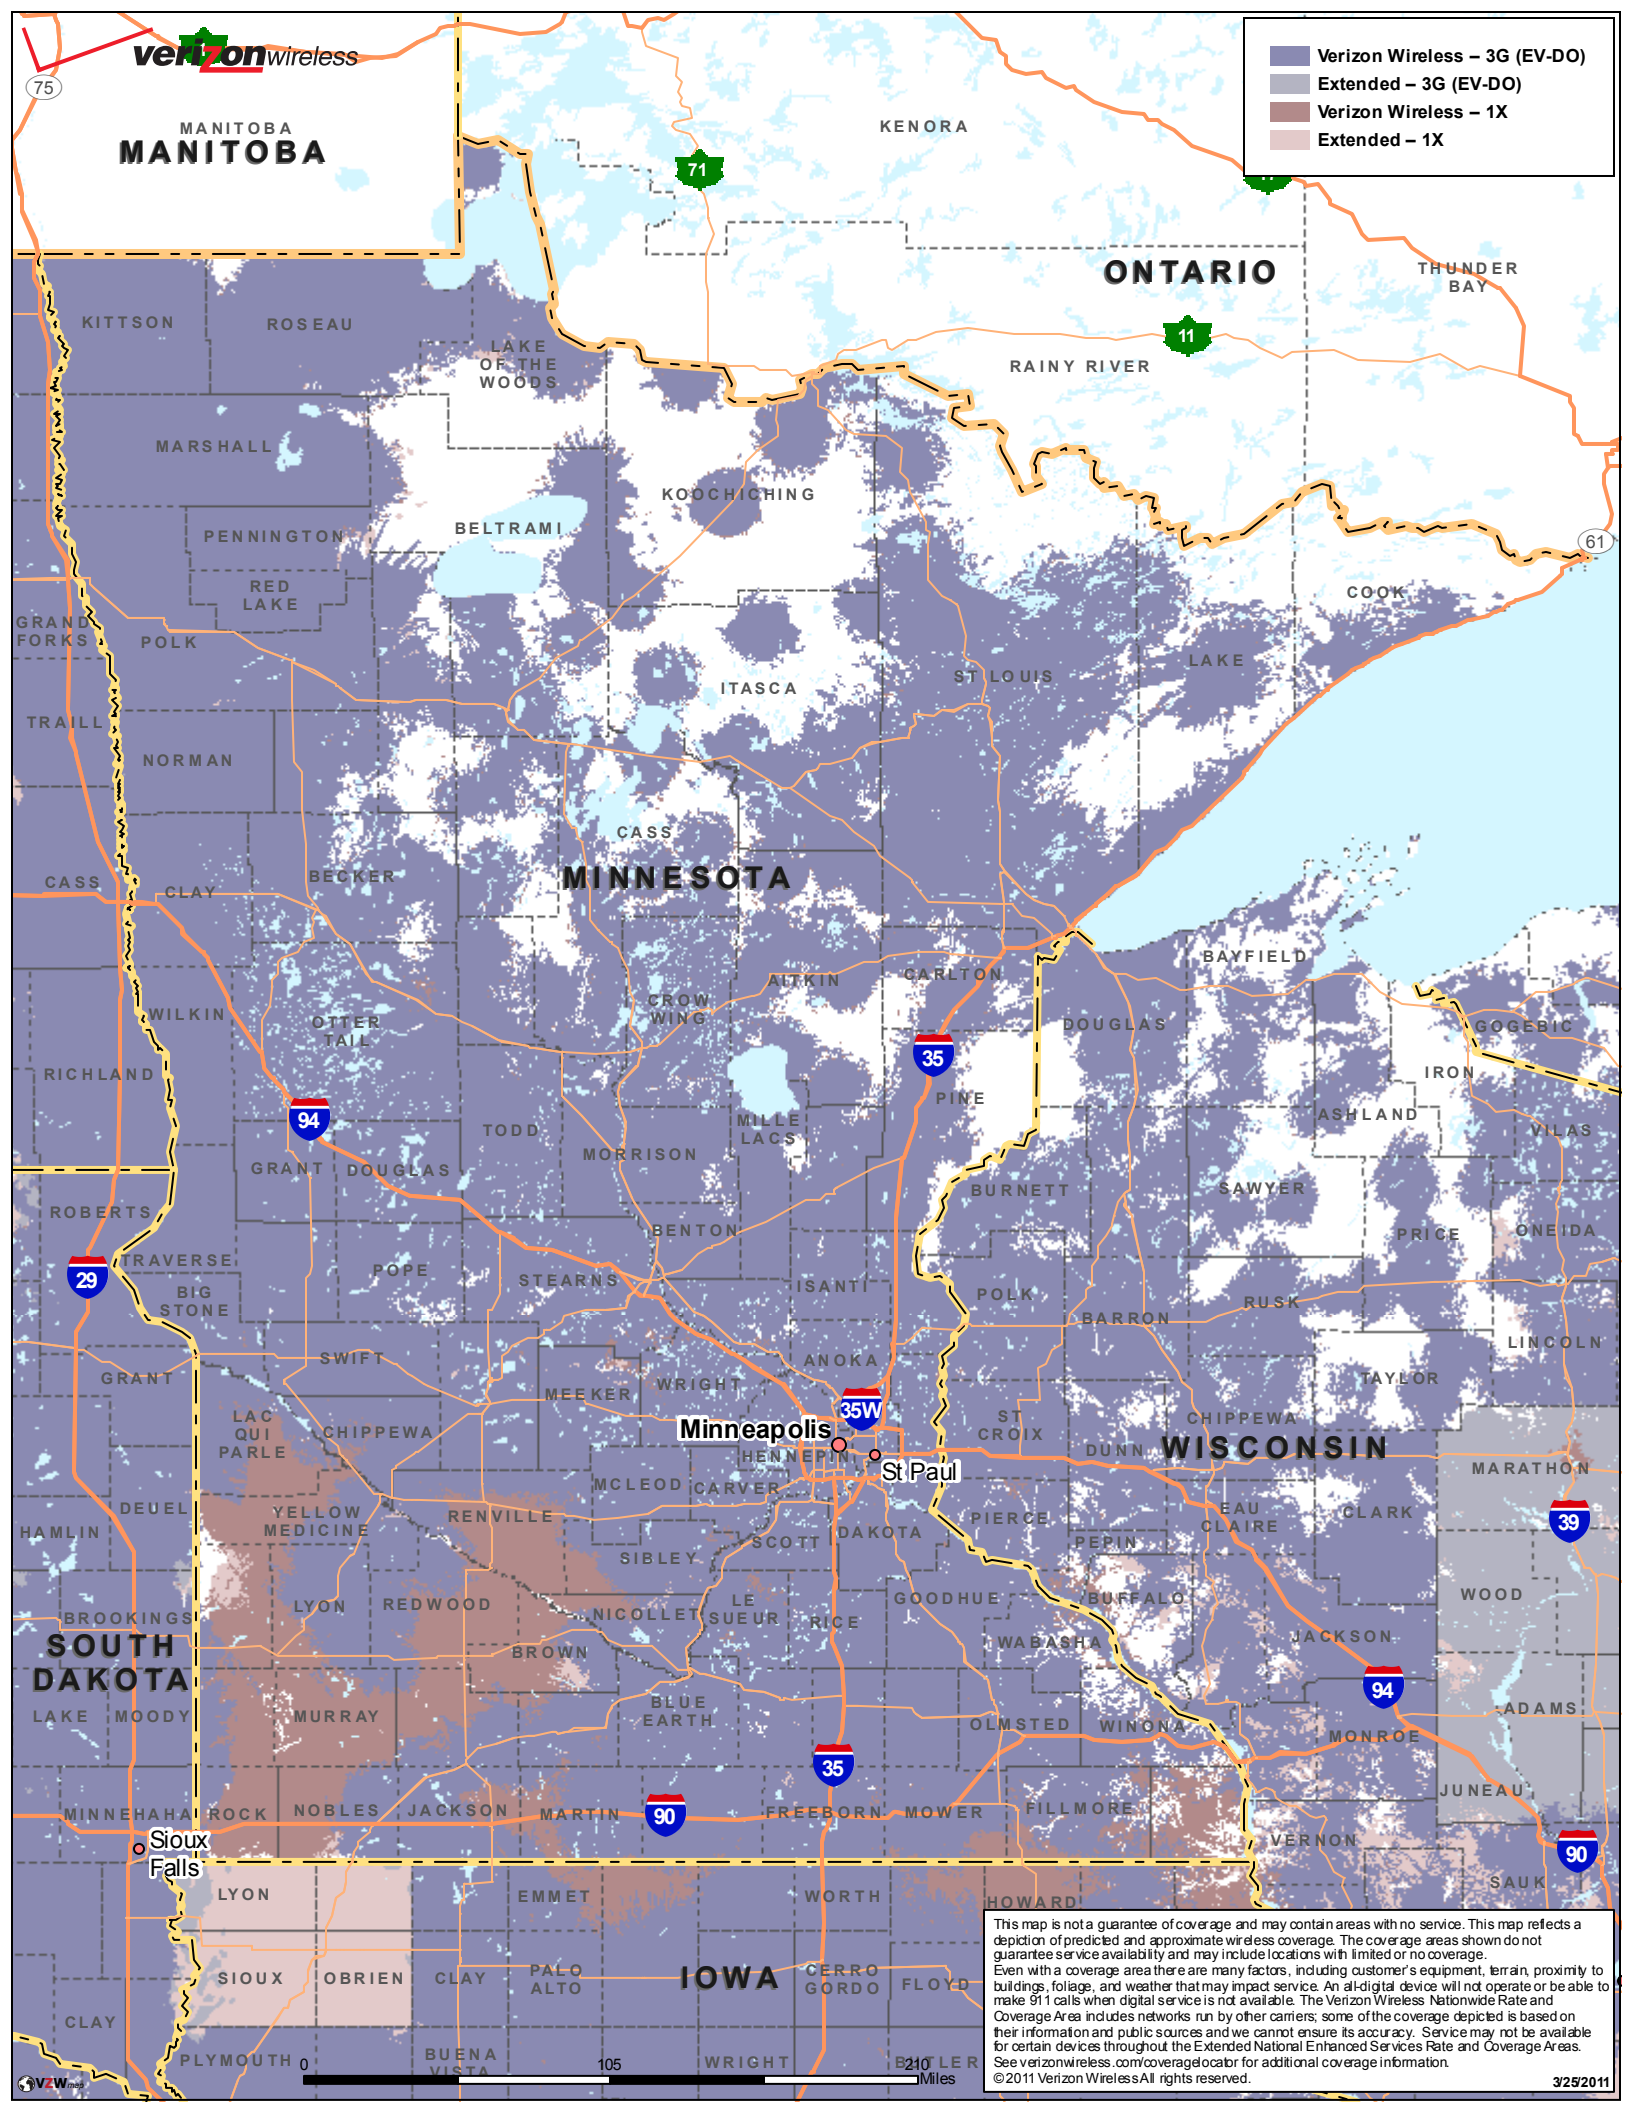 verizonwireless
75
MANITOBA
MANITOBA
KENORA
71
Verizon Wireless – 3G (EV-DO)
Extended – 3G (EV-DO)
Verizon Wireless – 1X
Extended – 1X
ONTARIO
THUNDER
BAY
KITTSON
ROSEAU
LAKE
OF THE
WOODS
11
RAINY RIVER
MARSHALL
KOOCHICHING
BELTRAMI
PENNINGTON
61
RED
LAKE
COOK
GRAND
FORKS
POLK
LAKE
ST LOUIS
ITASCA
TRAILL
NORMAN
CASS
MINNESOTA
BECKER
CASS
CLAY
BAYFIELD
CARLTON
AITKIN
CROW
WING
WILKIN
OTTER
TAIL
DOUGLAS
GOGEBIC
35
RICHLAND
IRON
PINE
ASHLAND
94
MILLE
LACS
TODD
VILAS
MORRISON
GRANT
DOUGLAS
BURNETT
SAWYER
ROBERTS
BENTON
PRICE
ONEIDA
TRAVERSE
POPE
29
STEARNS
ISANTI
BIG
STONE
POLK
RUSK
BARRON
LINCOLN
SWIFT
ANOKA
GRANT
WRIGHT
MEEKER
TAYLOR
35W
LAC
QUI
PARLE
CHIPPEWA
Minneapolis
ST
CROIX
CHIPPEWA
WISCONSIN
DUNN
HENNEPIN
St Paul
MARATHON
MCLEOD
CARVER
DEUEL
YELLOW
MEDICINE
RENVILLE
HAMLIN
PIERCE
EAU
CLAIRE
CLARK
39
SCOTT
DAKOTA
PEPIN
SIBLEY
WOOD
LYON
REDWOOD
LE
SUEUR
GOODHUE
BUFFALO
BROOKINGS
NICOLLET
RICE
SOUTH
DAKOTA
BROWN
WABASHA
JACKSON
94
LAKE
MOODY
MURRAY
BLUE
EARTH
OLMSTED
WINONA
ADAMS
MONROE
35
JUNEAU
MINNEHAHA
ROCK
NOBLES
JACKSON
MARTIN
90
FREEBORN
MOWER
FILLMORE
Sioux
Falls
VERNON
90
LYON
EMMET
WORTH
HOWARD
SAUK
SIOUX
OBRIEN
CLAY
PALO
ALTO
IOWA
CERRO
GORDO
FLOYD
CLAY
PLYMOUTH
BUENA
VISTA
WRIGHT
BUTLER
0
105
210
Miles
VZWmap
This map is not a guarantee of coverage and may contain areas with no service. This map reflects a
depiction of predicted and approximate wireless coverage. The coverage areas shown do not
guarantee service availability and may include locations with limited or no coverage.
Even with a coverage area there are many factors, including customer's equipment, terrain, proximity to
buildings, foliage, and weather that may impact service. An all-digital device will not operate or be able to
make 911 calls when digital service is not available. The Verizon Wireless Nationwide Rate and
Coverage Area includes networks run by other carriers; some of the coverage depicted is based on
their information and public sources and we cannot ensure its accuracy. Service may not be available
for certain devices throughout the Extended National Enhanced Services Rate and Coverage Areas.
See verizonwireless.com/coveragelocator for additional coverage information.
©2011 Verizon Wireless All rights reserved.
3/25/2011